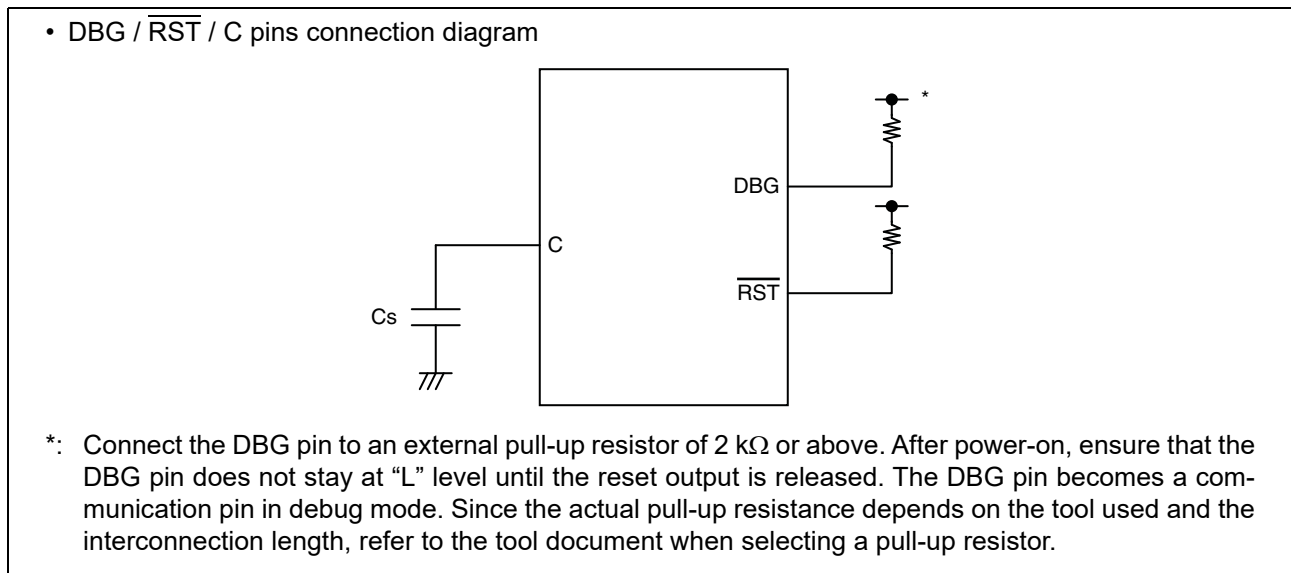 • DBG / R̅S̅T̅ / C pins connection diagram
*
DBG
C
R̅S̅T̅
Cs
*: Connect the DBG pin to an external pull-up resistor of 2 kΩ or above. After power-on, ensure that the
DBG pin does not stay at “L” level until the reset output is released. The DBG pin becomes a com-
munication pin in debug mode. Since the actual pull-up resistance depends on the tool used and the
interconnection length, refer to the tool document when selecting a pull-up resistor.